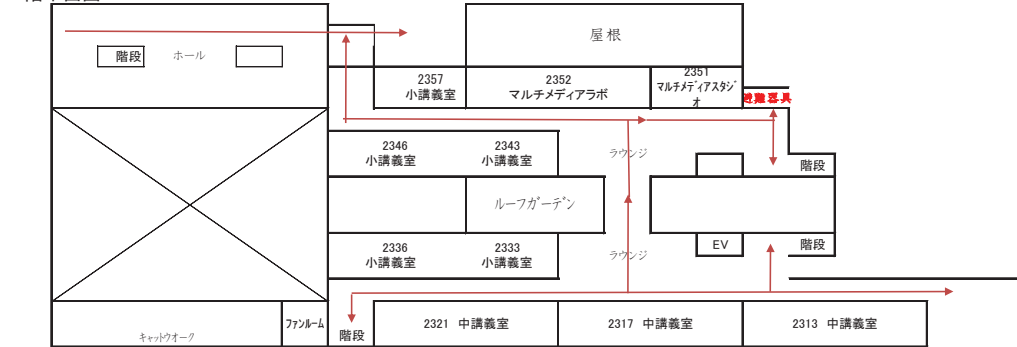 階段
ホール
屋根
2357
小講義室
2352
マルチメディアラボ
2351
マルチメディアスタジ
オ
避難器具
2346
小講義室
2343
小講義室
ラウンジ
階段
ルーフガーデン
2336
小講義室
2333
小講義室
ラウンジ
EV
階段
キャットウオーク
ファンルーム
階段
2321 中講義室
2317 中講義室
2313 中講義室